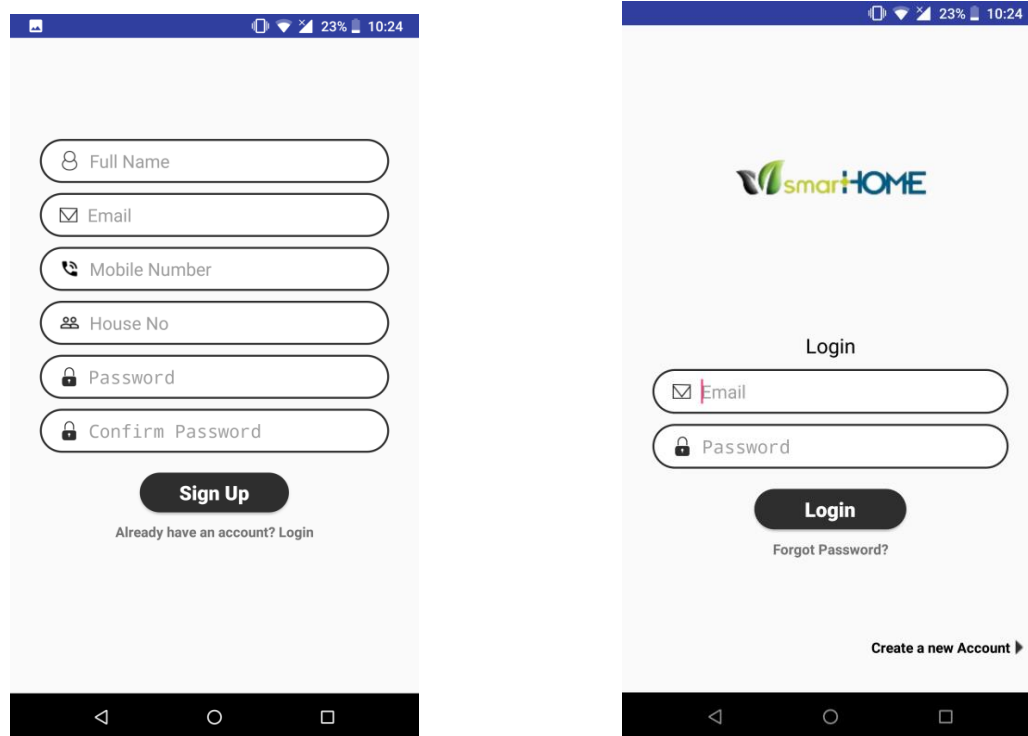 23% 10:24
Full Name
Email
Mobile Number
House No
Password
Confirm Password
Sign Up
Already have an account? Login
23% 10:24
smartHOME
Login
Email
Password
Login
Forgot Password?
Create a new Account